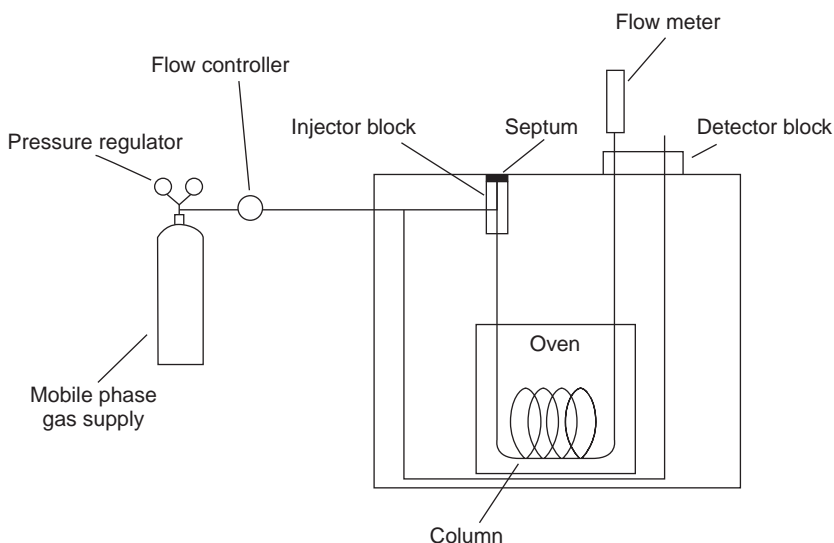 Flow meter
Flow controller
Injector block
Septum
Detector block
Pressure regulator
Oven
Mobile phase
gas supply
Column